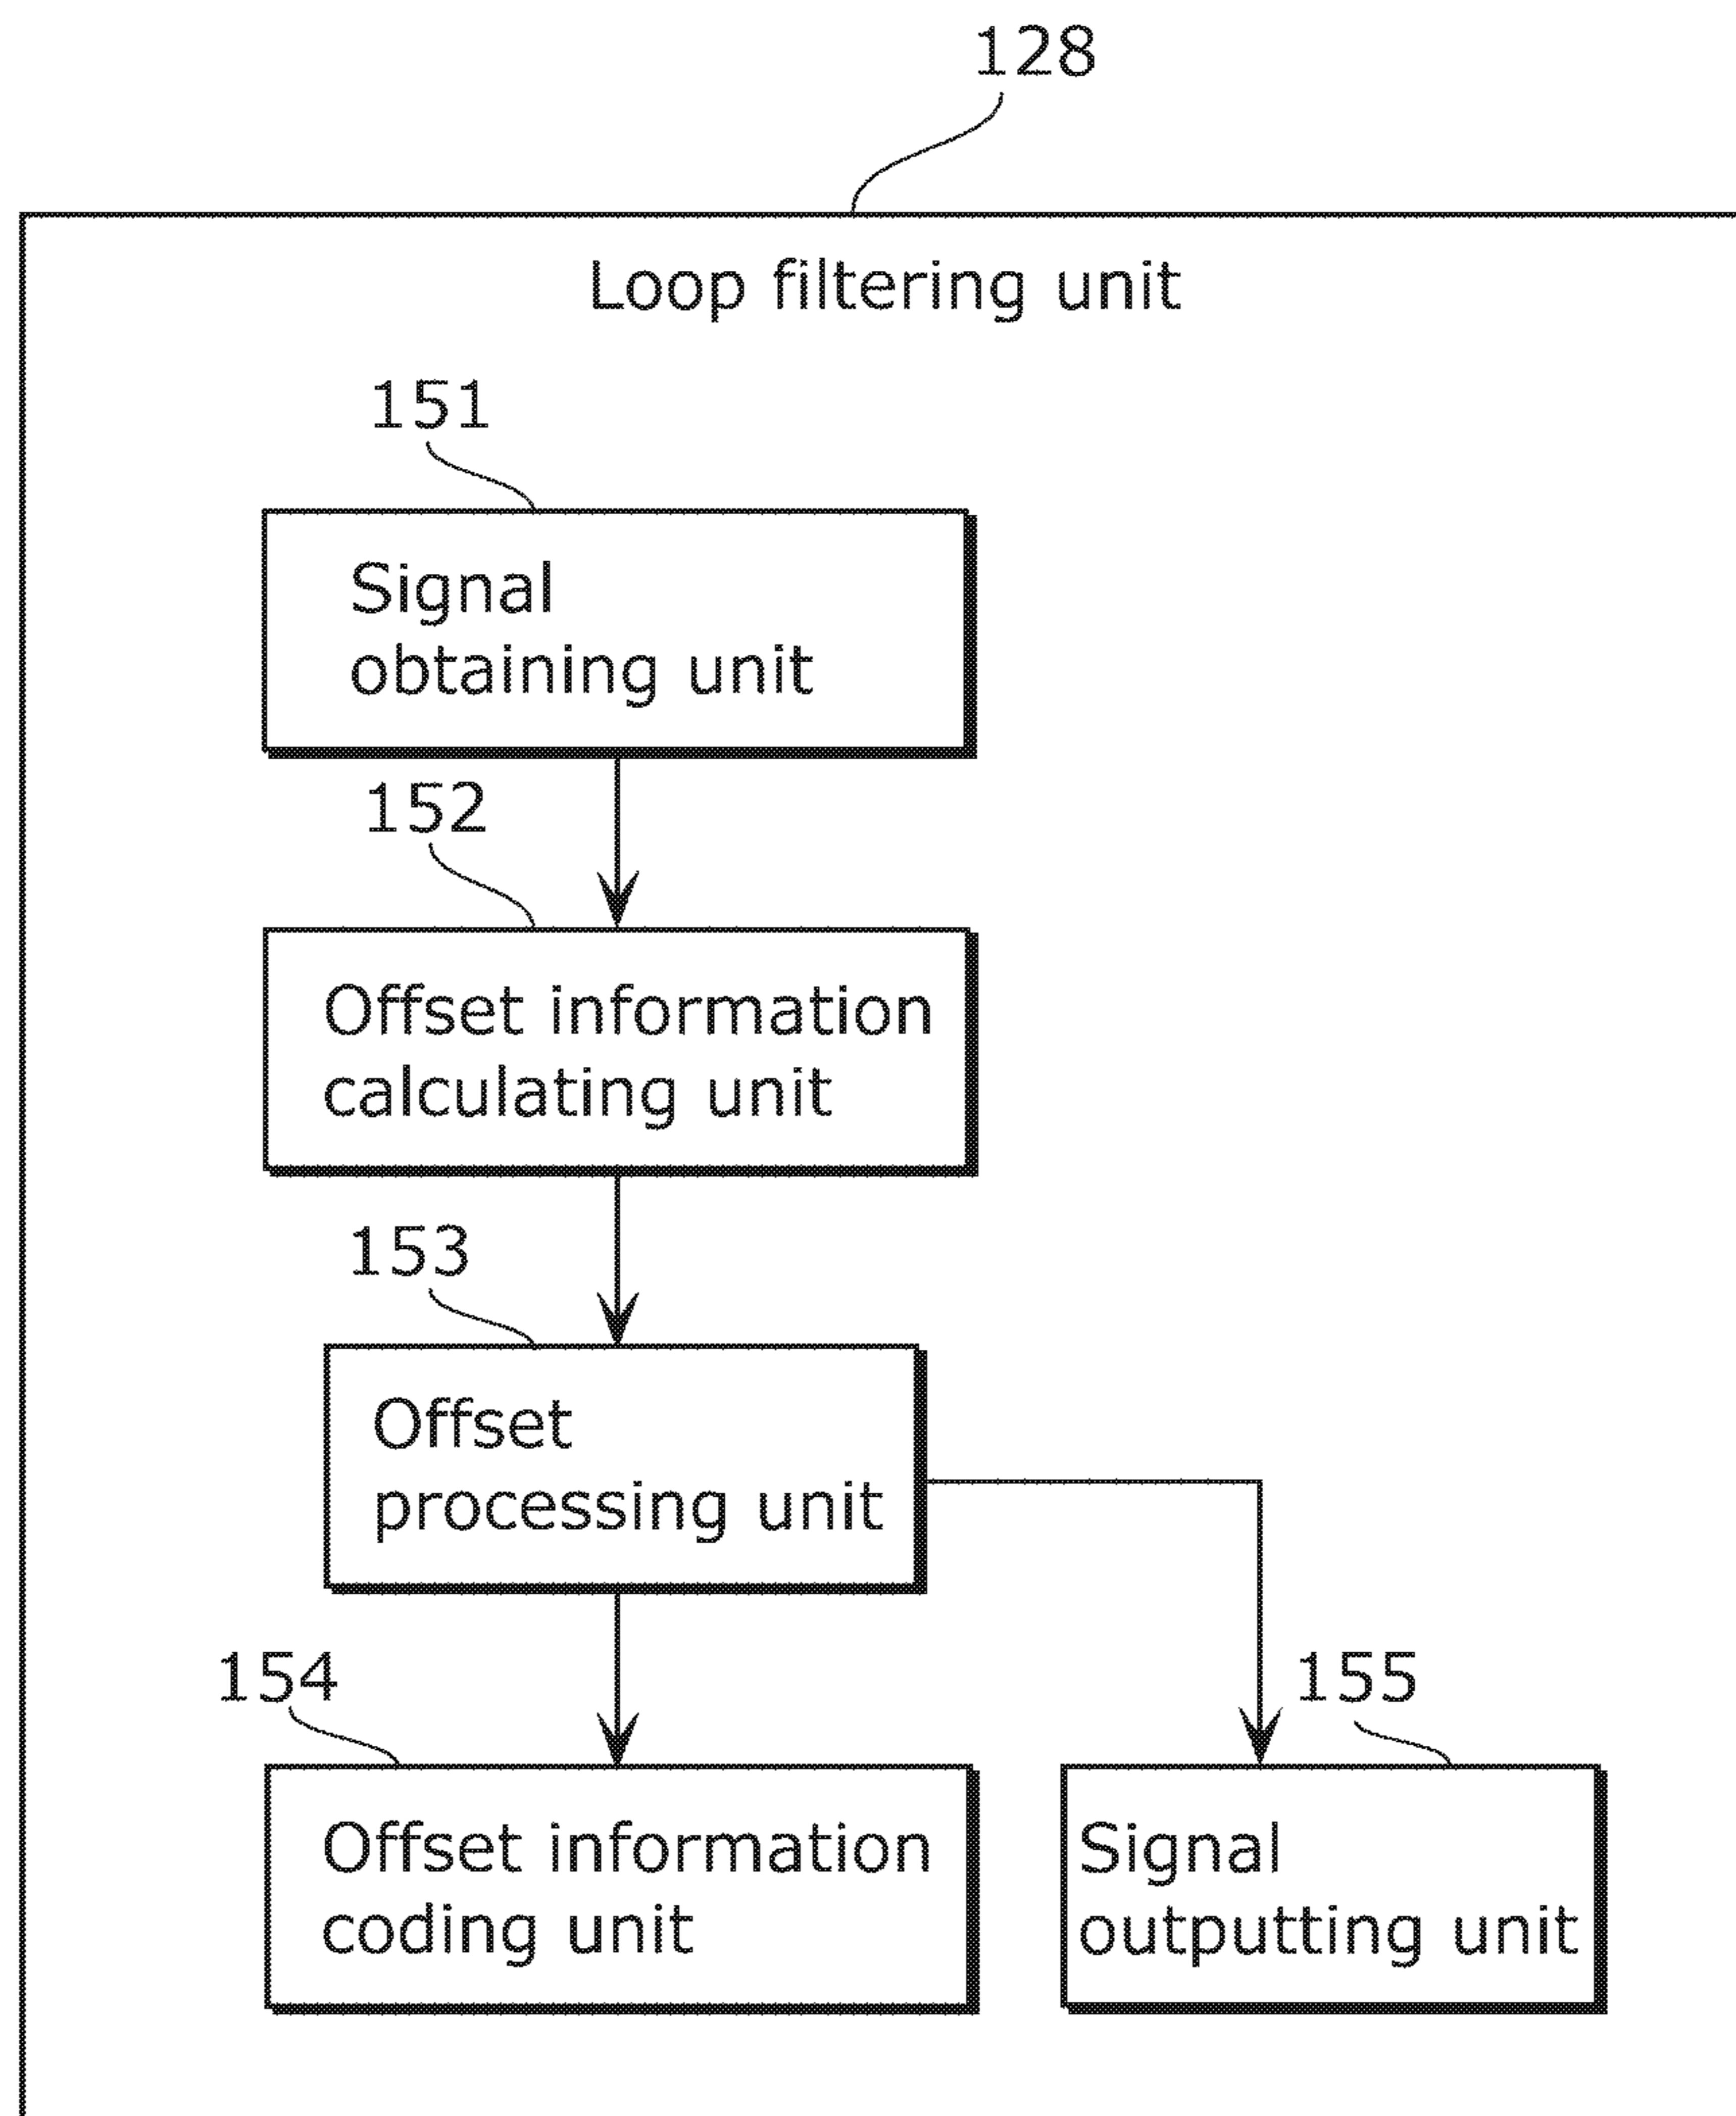 128
Loop filtering unit
151
Signal
obtaining unit
152
Offset information
calculating unit
153
Offset
processing unit
154
Offset information
coding unit
155
Signal
outputting unit